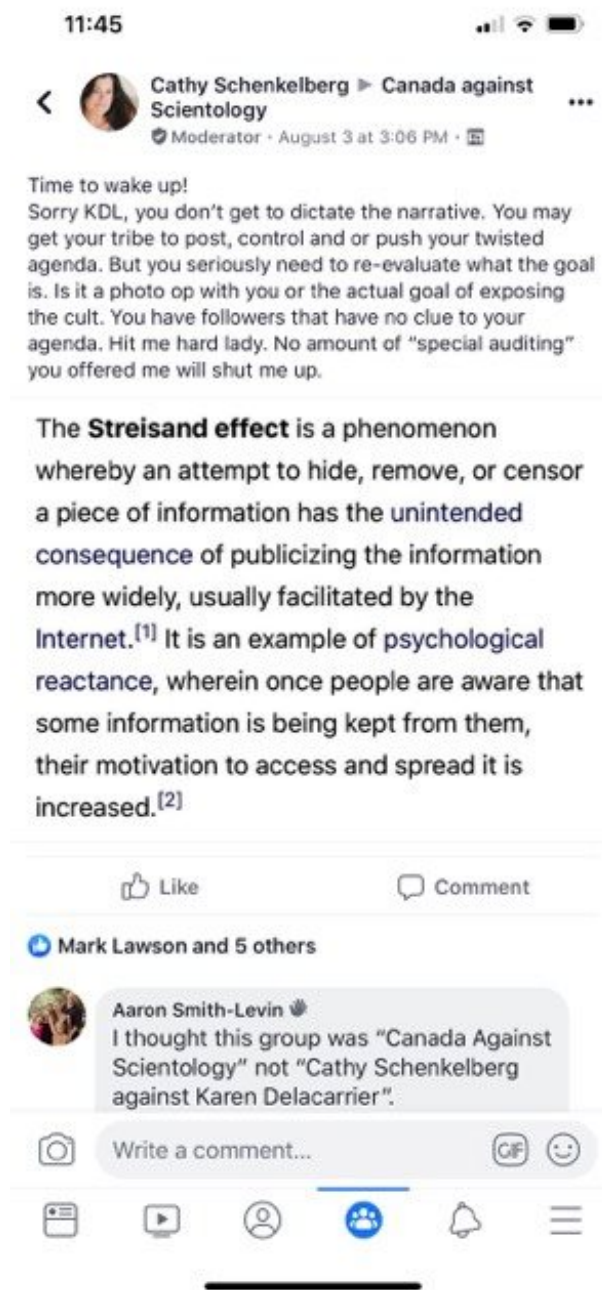 11:45
Cathy Schenkelberg ▶ Canada against
Scientology
Moderator · August 3 at 3:06 PM ·
Time to wake up!
Sorry KDL, you don't get to dictate the narrative. You may
get your tribe to post, control and or push your twisted
agenda. But you seriously need to re-evaluate what the goal
is. Is it a photo op with you or the actual goal of exposing
the cult. You have followers that have no clue to your
agenda. Hit me hard lady. No amount of "special auditing"
you offered me will shut me up.
The Streisand effect is a phenomenon
whereby an attempt to hide, remove, or censor
a piece of information has the unintended
consequence of publicizing the information
more widely, usually facilitated by the
Internet.[1] It is an example of psychological
reactance, wherein once people are aware that
some information is being kept from them,
their motivation to access and spread it is
increased.[2]
Like
Comment
Mark Lawson and 5 others
Aaron Smith-Levin
I thought this group was "Canada Against
Scientology" not "Cathy Schenkelberg
against Karen Delacarrier".
Write a comment...
GIF